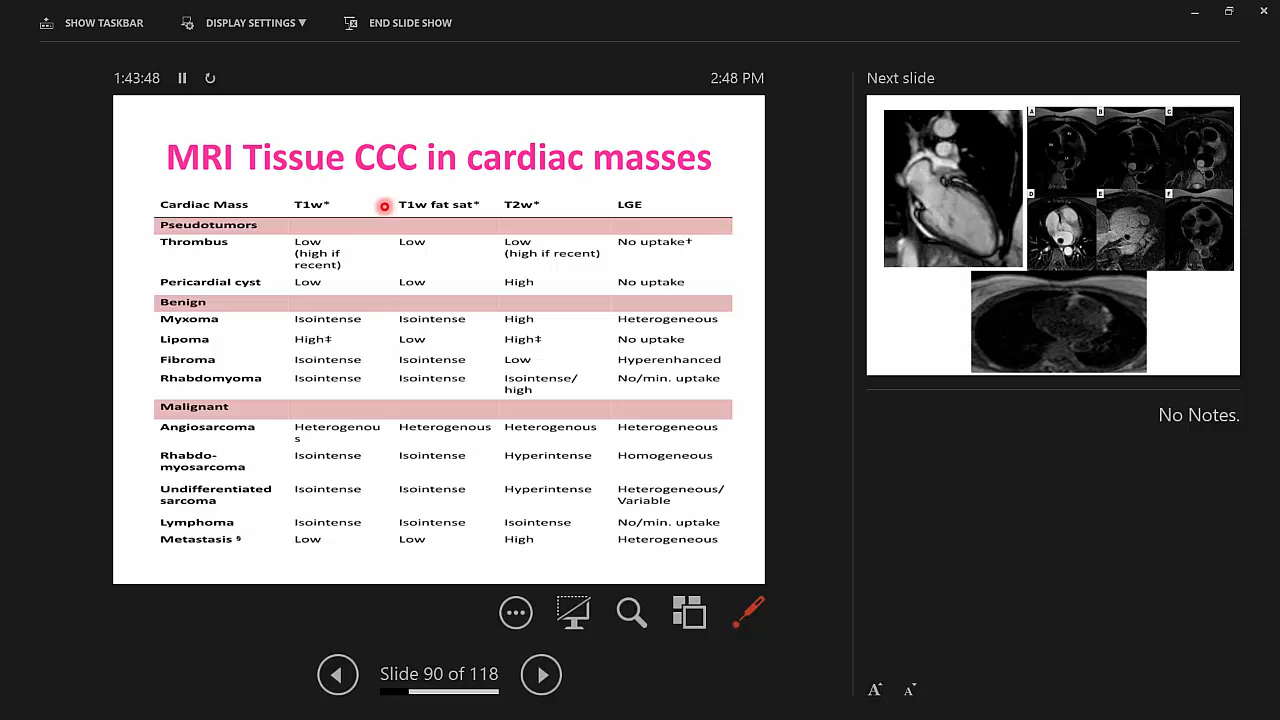 SHOW TASKBAR DISPLAY SETTINGS ▼ END SLIDE SHOW
1:43:48 2:48 PM
MRI Tissue CCC in cardiac masses
Cardiac Mass T1w* T1w fat sat* T2w* LGE
Pseudotumors
Thrombus Low (high if recent) Low Low (high if recent) No uptake†
Pericardial cyst Low Low High No uptake
Benign
Myxoma Isointense Isointense High Heterogeneous
Lipoma High‡ Low High‡ No uptake
Fibroma Isointense Isointense Low Hyperenhanced
Rhabdomyoma Isointense Isointense Isointense/ high No/min. uptake
Malignant
Angiosarcoma Heterogenous Heterogenous Heterogenous Heterogeneous
Rhabdo- myosarcoma Isointense Isointense Hyperintense Homogeneous
Undifferentiated sarcoma Isointense Isointense Hyperintense Heterogeneous/ Variable
Lymphoma Isointense Isointense Isointense No/min. uptake
Metastasis § Low Low High Heterogeneous
Slide 90 of 118
Next slide
A B C
D E F
No Notes.
A A